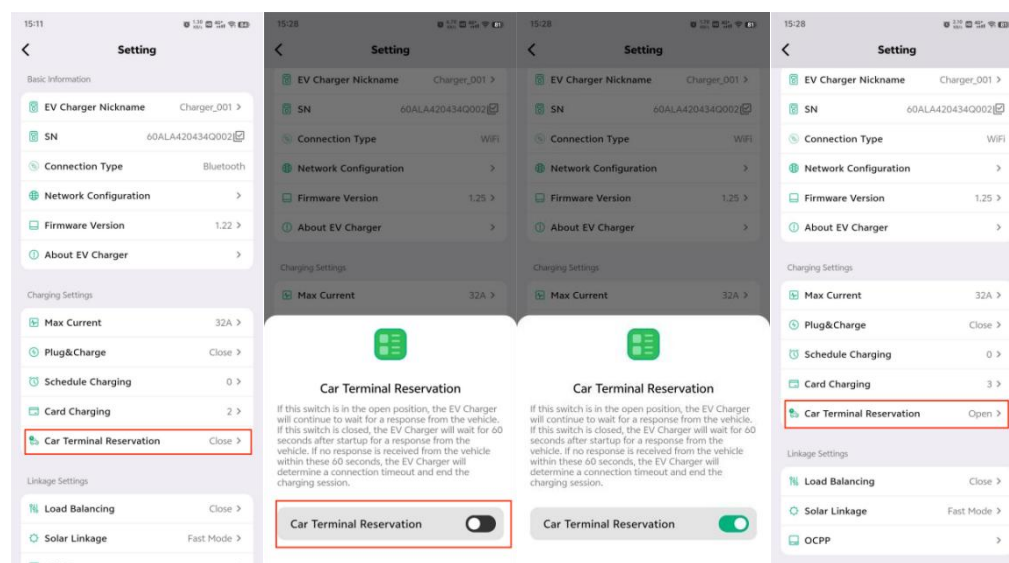 15:11
Setting
Basic Information
EV Charger Nickname Charger_001 >
SN 60ALA420434Q002
Connection Type Bluetooth
Network Configuration >
Firmware Version 1.22 >
About EV Charger >
Charging Settings
Max Current 32A >
Plug&Charge Close >
Schedule Charging 0 >
Card Charging 2 >
Car Terminal Reservation Close >
Linkage Settings
Load Balancing Close >
Solar Linkage Fast Mode >
15:28
Setting
EV Charger Nickname Charger_001 >
SN 60ALA420434Q002
Connection Type WiFi
Network Configuration >
Firmware Version 1.25 >
About EV Charger >
Charging Settings
Max Current 32A >
Car Terminal Reservation
If this switch is in the open position, the EV Charger
will continue to wait for a response from the vehicle.
If this switch is closed, the EV Charger will wait for 60
seconds after startup for a response from the
vehicle. If no response is received from the vehicle
within these 60 seconds, the EV Charger will
determine a connection timeout and end the
charging session.
Car Terminal Reservation
15:28
Setting
EV Charger Nickname Charger_001 >
SN 60ALA420434Q002
Connection Type WiFi
Network Configuration >
Firmware Version 1.25 >
About EV Charger >
Charging Settings
Max Current 32A >
Car Terminal Reservation
If this switch is in the open position, the EV Charger
will continue to wait for a response from the vehicle.
If this switch is closed, the EV Charger will wait for 60
seconds after startup for a response from the
vehicle. If no response is received from the vehicle
within these 60 seconds, the EV Charger will
determine a connection timeout and end the
charging session.
Car Terminal Reservation
15:28
Setting
EV Charger Nickname Charger_001 >
SN 60ALA420434Q002
Connection Type WiFi
Network Configuration >
Firmware Version 1.25 >
About EV Charger >
Charging Settings
Max Current 32A >
Plug&Charge Close >
Schedule Charging 0 >
Card Charging 3 >
Car Terminal Reservation Open >
Linkage Settings
Load Balancing Close >
Solar Linkage Fast Mode >
OCPP >